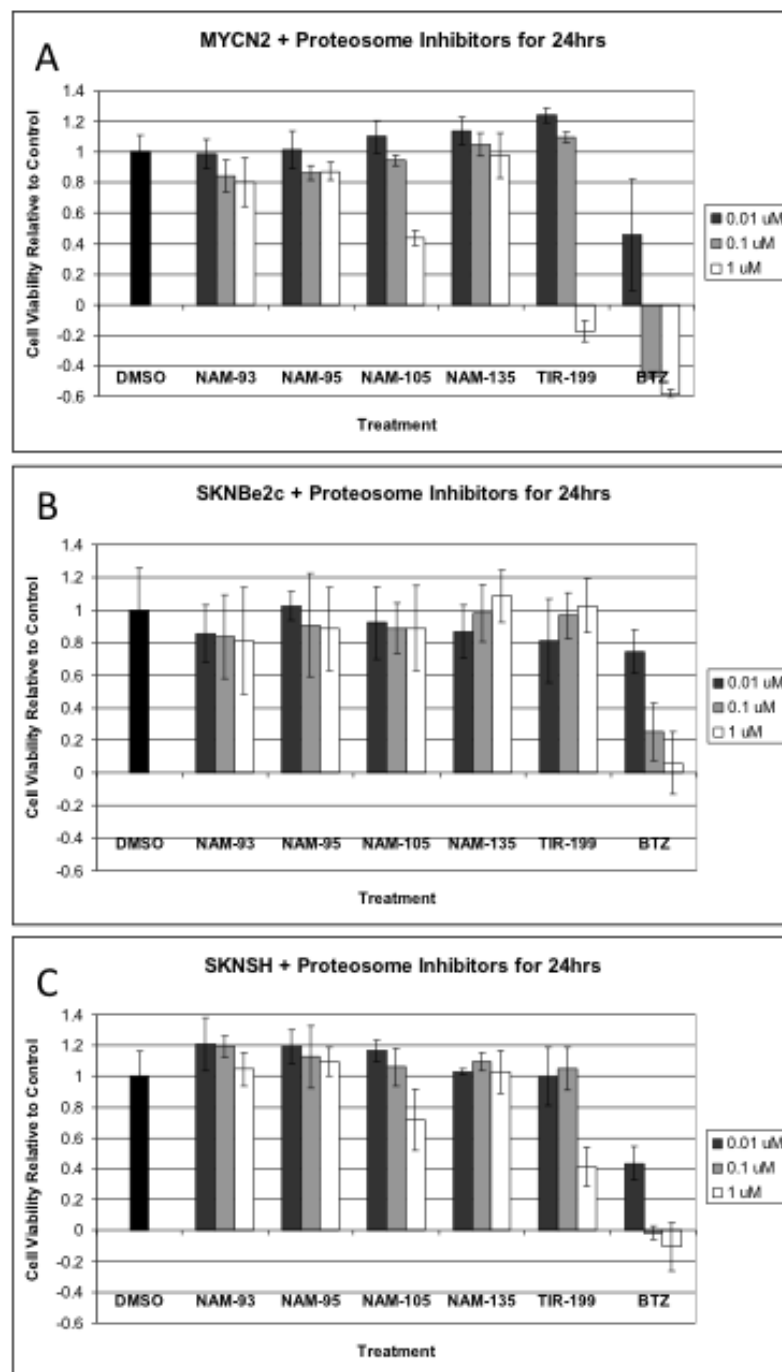 A
MYCN2 + Proteosome Inhibitors for 24hrs
Cell Viability Relative to Control
1.4
1.2
1
0.8
0.6
0.4
0.2
0
-0.2
-0.4
-0.6
DMSO NAM-93 NAM-95 NAM-105 NAM-135 TIR-199 BTZ
Treatment
0.01 uM
0.1 uM
1 uM
B
SKNBe2c + Proteosome Inhibitors for 24hrs
Cell Viability Relative to Control
1.4
1.2
1
0.8
0.6
0.4
0.2
0
-0.2
-0.4
-0.6
DMSO NAM-93 NAM-95 NAM-105 NAM-135 TIR-199 BTZ
Treatment
0.01 uM
0.1 uM
1 uM
C
SKNSH + Proteosome Inhibitors for 24hrs
Cell Viability Relative to Control
1.4
1.2
1
0.8
0.6
0.4
0.2
0
-0.2
-0.4
-0.6
DMSO NAM-93 NAM-95 NAM-105 NAM-135 TIR-199 BTZ
Treatment
0.01 uM
0.1 uM
1 uM